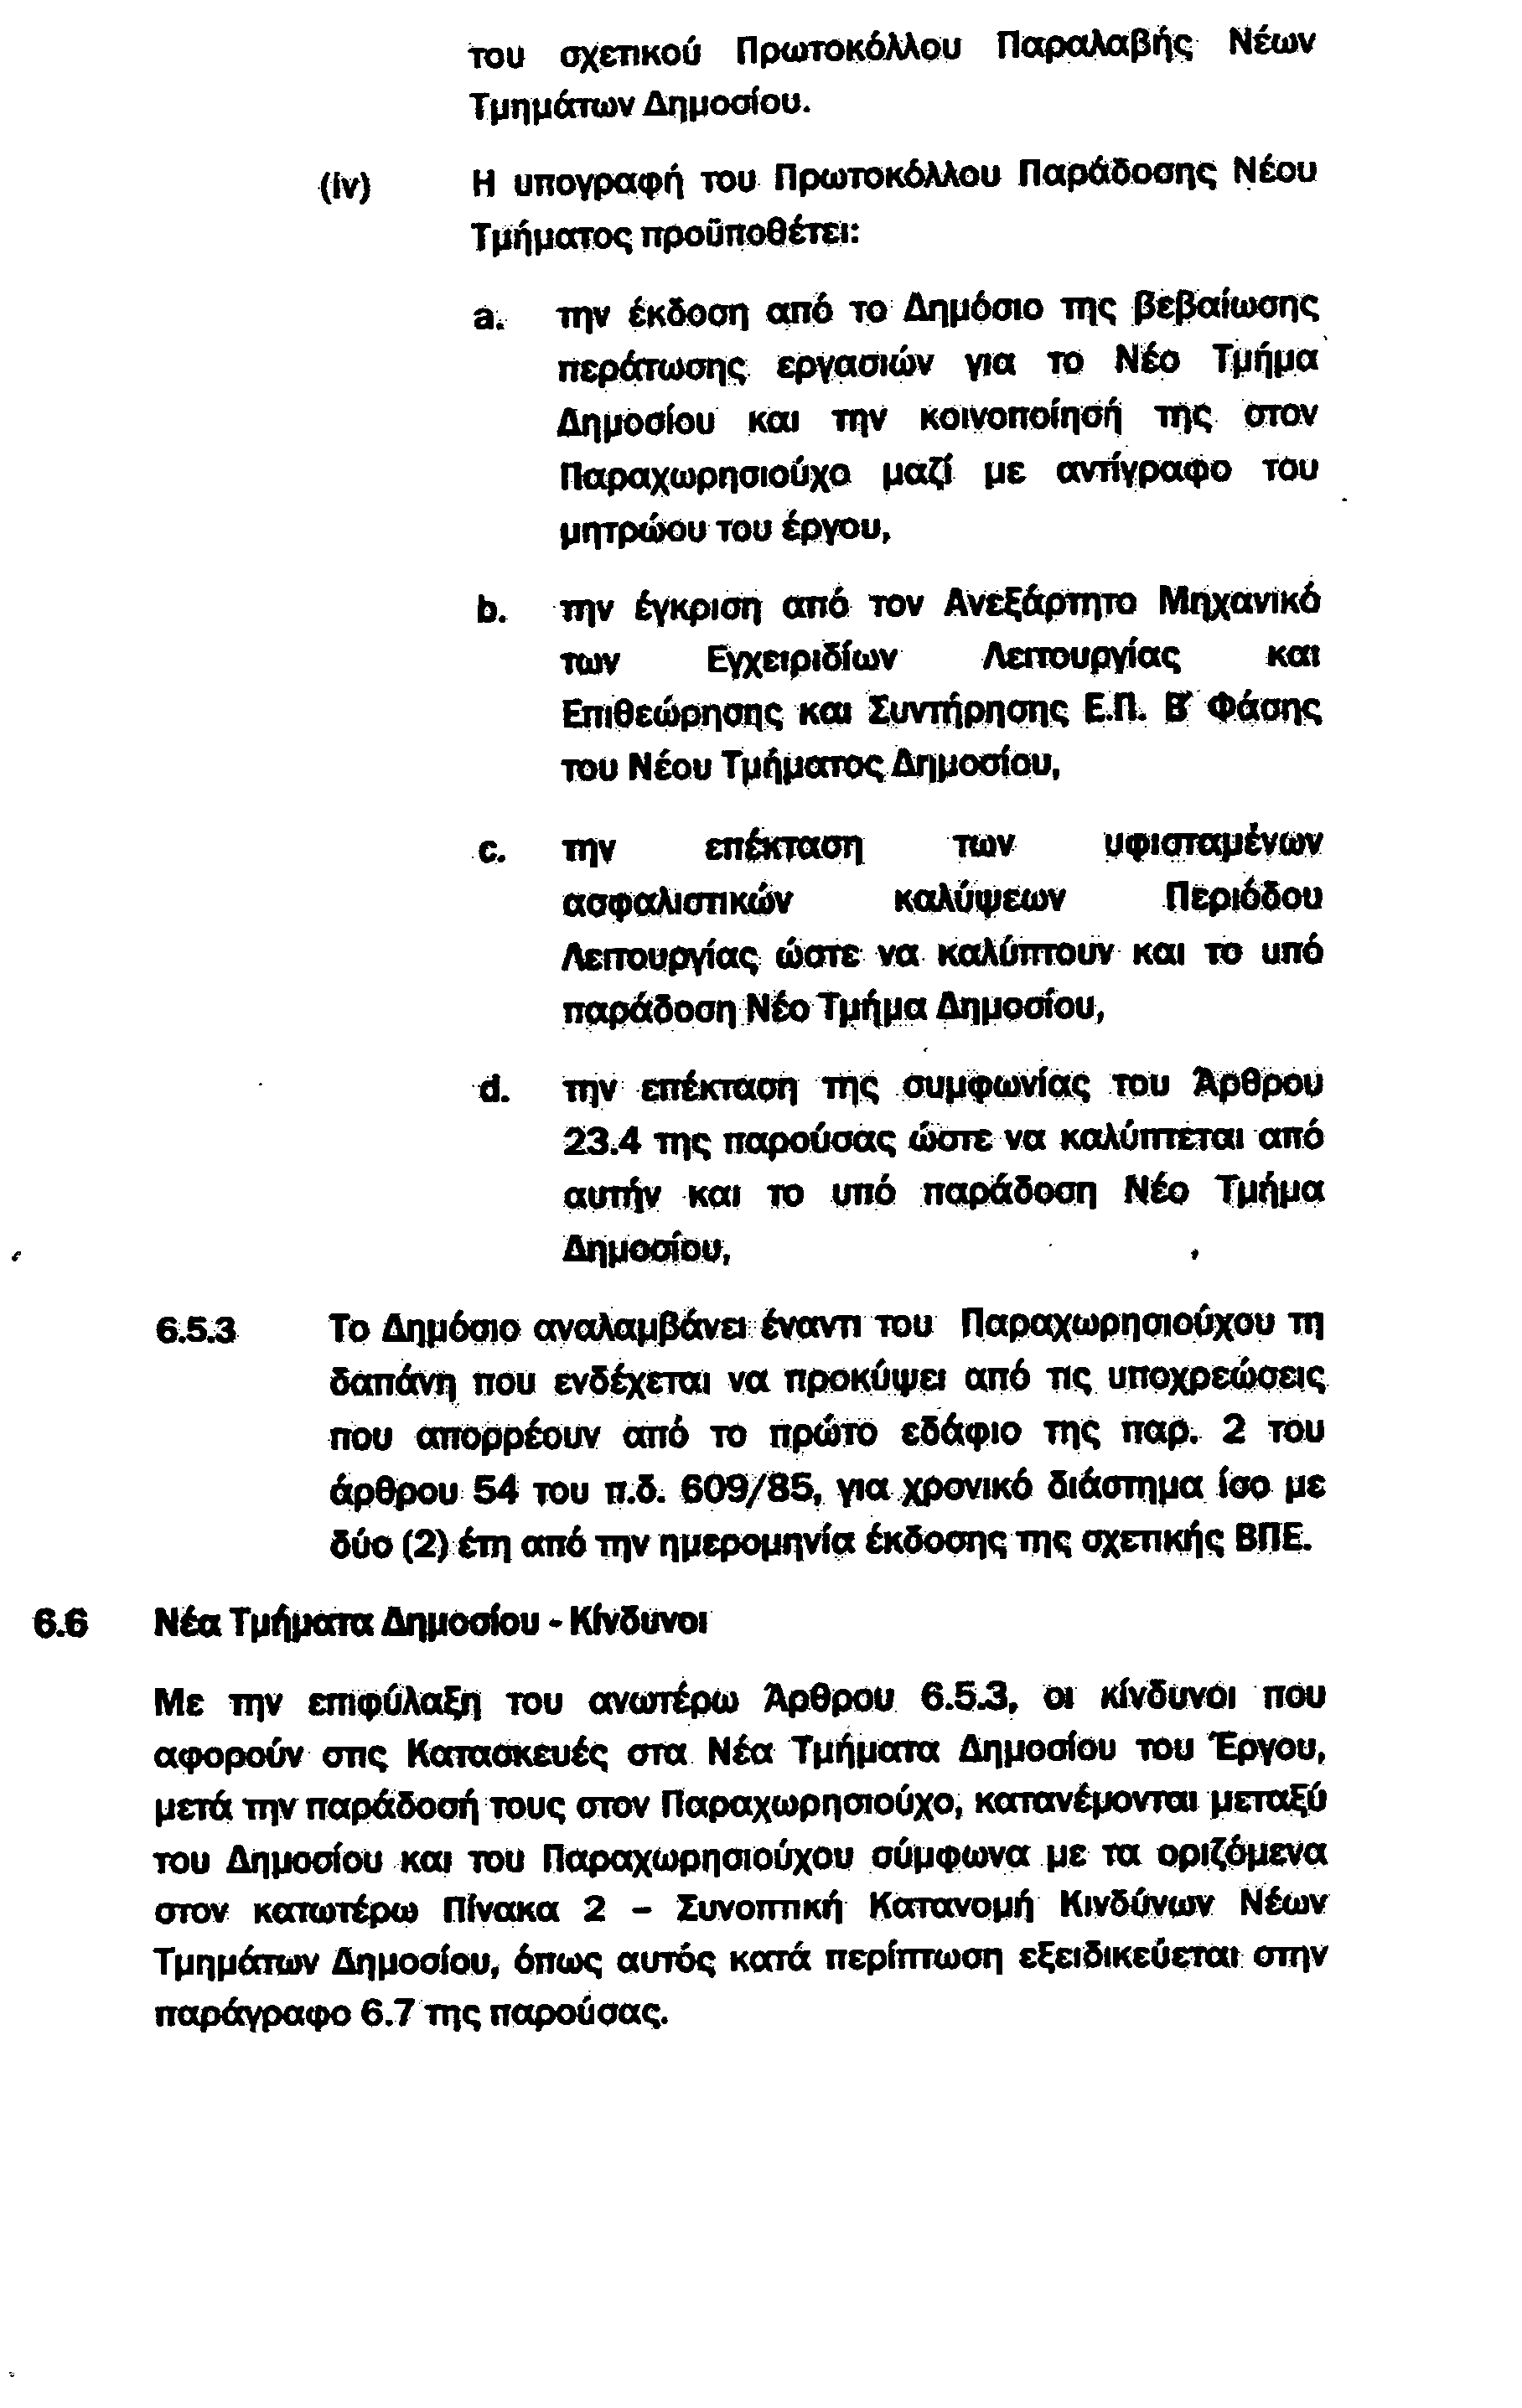 του σχετικού Πρωτοκόλλου Παραλαβής Νέων
Τμημάτων Δημοσίου.
(iv) Η υπογραφή του Πρωτοκόλλου Παράδοσης Νέου
Τμήματος προϋποθέτει:
a. την έκδοση από το Δημόσιο της βεβαίωσης
περάτωσης εργασιών για το Νέο Τμήμα
Δημοσίου και την κοινοποίησή της στον
Παραχωρησιούχο μαζί με αντίγραφο του
μητρώου του έργου,
b. την έγκριση από τον Ανεξάρτητο Μηχανικό
των Εγχειριδίων Λειτουργίας και
Επιθεώρησης και Συντήρησης Ε.Π. Β' Φάσης
του Νέου Τμήματος Δημοσίου,
c. την επέκταση των υφισταμένων
ασφαλιστικών καλύψεων Περιόδου
Λειτουργίας ώστε να καλύπτουν και το υπό
παράδοση Νέο Τμήμα Δημοσίου,
d. την επέκταση της συμφωνίας του Άρθρου
23.4 της παρούσας ώστε να καλύπτεται από
αυτήν και το υπό παράδοση Νέο Τμήμα
Δημοσίου,
6.5.3 Το Δημόσιο αναλαμβάνει έναντι του Παραχωρησιούχου τη
δαπάνη που ενδέχεται να προκύψει από τις υποχρεώσεις
που απορρέουν από το πρώτο εδάφιο της παρ. 2 του
άρθρου 54 του π.δ. 609/85, για χρονικό διάστημα ίσο με
δύο (2) έτη από την ημερομηνία έκδοσης της σχετικής ΒΠΕ.
6.6 Νέα Τμήματα Δημοσίου - Κίνδυνοι
Με την επιφύλαξη του ανωτέρω Άρθρου 6.5.3, οι κίνδυνοι που
αφορούν στις Κατασκευές στα Νέα Τμήματα Δημοσίου του Έργου,
μετά την παράδοσή τους στον Παραχωρησιούχο, κατανέμονται μεταξύ
του Δημοσίου και του Παραχωρησιούχου σύμφωνα με τα οριζόμενα
στον κατωτέρω Πίνακα 2 – Συνοπτική Κατανομή Κινδύνων Νέων
Τμημάτων Δημοσίου, όπως αυτός κατά περίπτωση εξειδικεύεται στην
παράγραφο 6.7 της παρούσας.